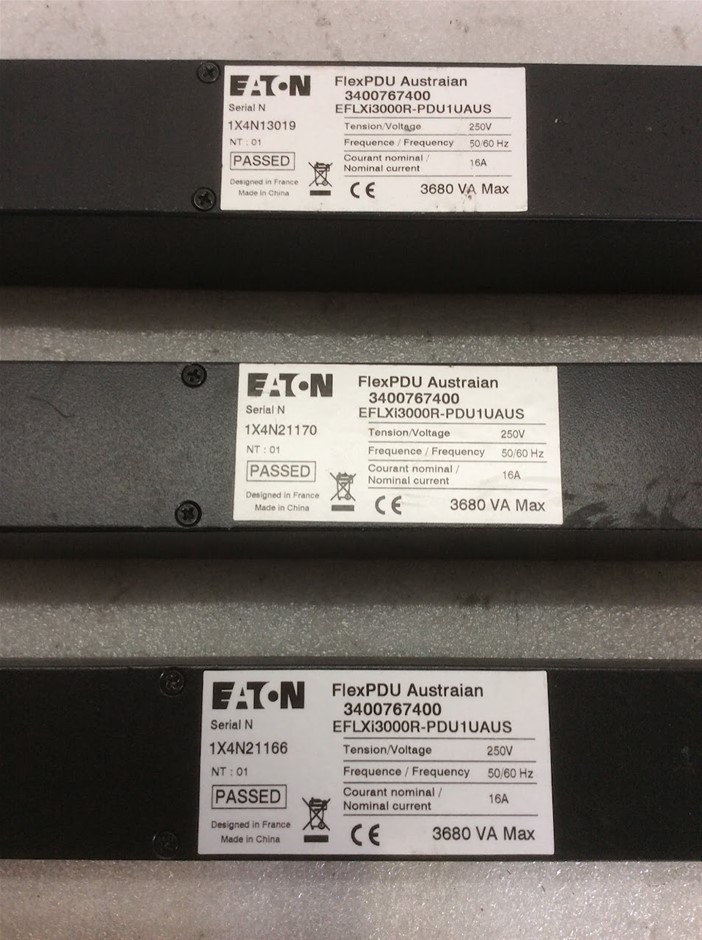 EATON
FlexPDU Austraian
3400767400
Serial N
EFLXi3000R-PDU1UAUS
1X4N13019
Tension/Voltage 250V
NT : 01
Frequence / Frequency 50/60 Hz
PASSED
Courant nominal /
Nominal current 16A
Designed in France
Made in China
CE
3680 VA Max
EATON
FlexPDU Austraian
3400767400
Serial N
EFLXi3000R-PDU1UAUS
1X4N21170
Tension/Voltage 250V
NT : 01
Frequence / Frequency 50/60 Hz
PASSED
Courant nominal /
Nominal current 16A
Designed in France
Made in China
CE
3680 VA Max
EATON
FlexPDU Austraian
3400767400
Serial N
EFLXi3000R-PDU1UAUS
1X4N21166
Tension/Voltage 250V
NT : 01
Frequence / Frequency 50/60 Hz
PASSED
Courant nominal /
Nominal current 16A
Designed in France
Made in China
CE
3680 VA Max